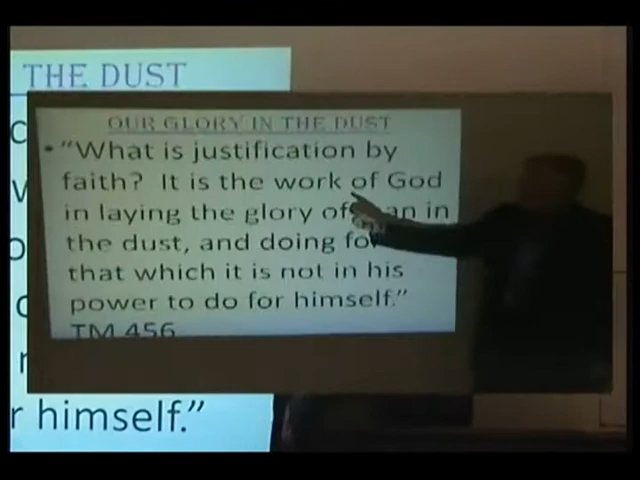 THE DUST
OUR GLORY IN THE DUST
• “What is justification by
faith? It is the work of God
in laying the glory of an in
the dust, and doing fo
that which it is not in his
power to do for himself.”
TM 456
r himself.”